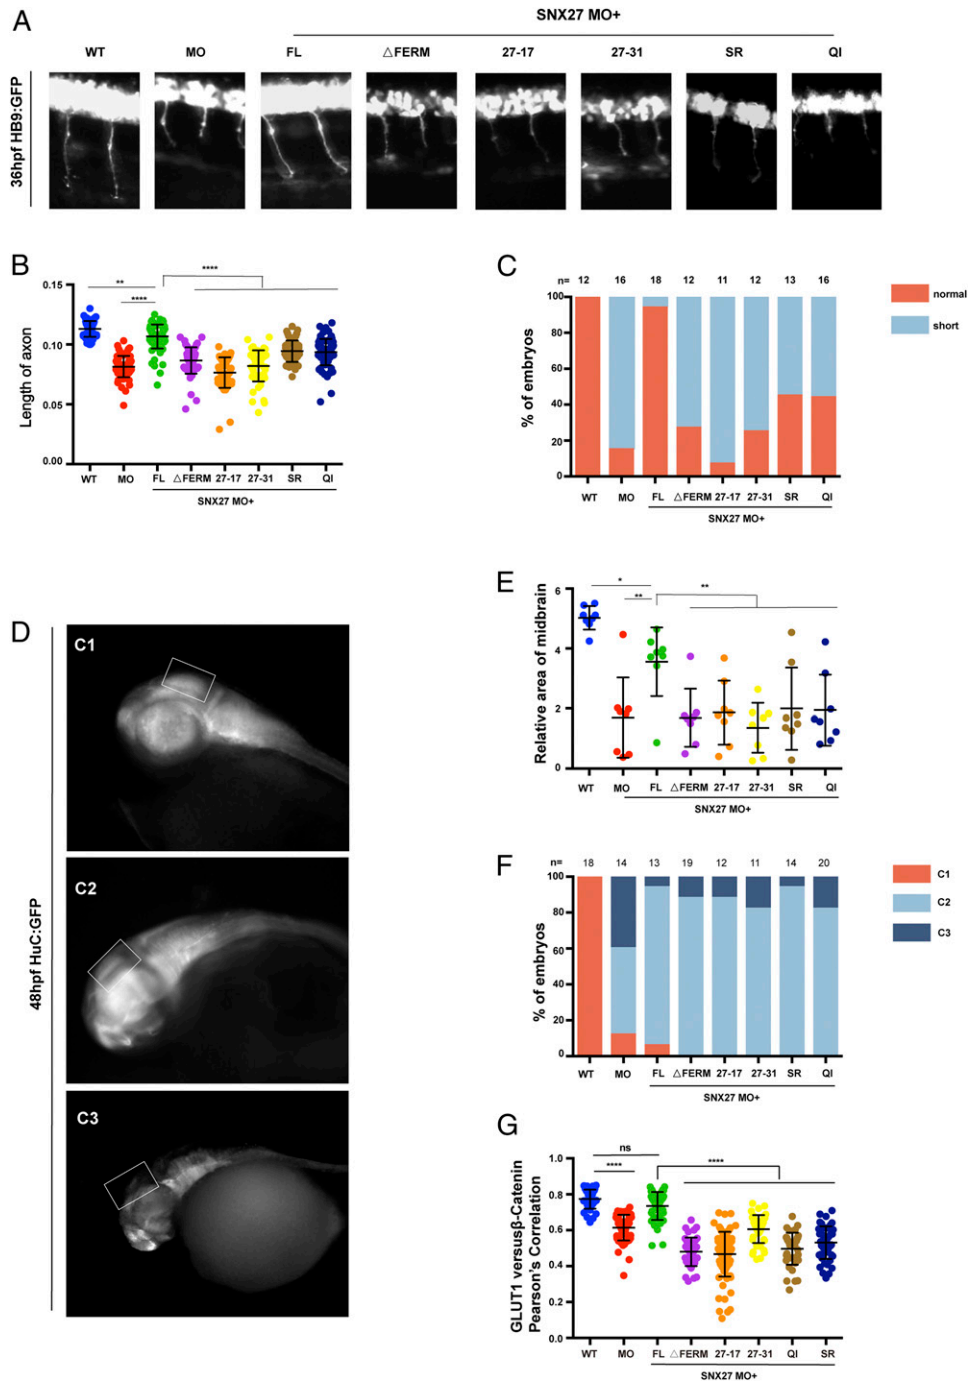 A
SNX27 MO+
WT MO FL △FERM 27-17 27-31 SR QI
36hpf HB9:GFP
B
Length of axon
0.15
0.10
0.05
0.00
** **** ****
WT MO FL △FERM 27-17 27-31 SR QI
SNX27 MO+
C
n= 12 16 18 12 11 12 13 16
% of embryos
100
80
60
40
20
0
WT MO FL △FERM 27-17 27-31 SR QI
SNX27 MO+
normal
short
D
48hpf HuC:GFP
C1
C2
C3
E
Relative area of midbrain
6
4
2
0
* ** **
WT MO FL △FERM 27-17 27-31 SR QI
SNX27 MO+
F
n= 18 14 13 19 12 11 14 20
% of embryos
100
80
60
40
20
0
WT MO FL △FERM 27-17 27-31 SR QI
SNX27 MO+
C1
C2
C3
G
GLUT1 versusβ-Catenin
Pearson's Correlation
1.0
0.8
0.6
0.4
0.2
0.0
ns
**** ****
WT MO FL △FERM 27-17 27-31 QI SR
SNX27 MO+